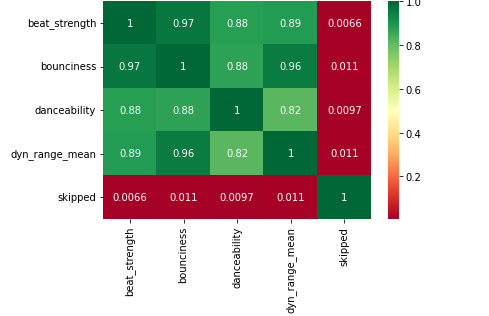 beat_strength 1 0.97 0.88 0.89 0.0066
bounciness 0.97 1 0.88 0.96 0.011
danceability 0.88 0.88 1 0.82 0.0097
dyn_range_mean 0.89 0.96 0.82 1 0.011
skipped 0.0066 0.011 0.0097 0.011 1
beat_strength
bounciness
danceability
dyn_range_mean
skipped
1.0
0.8
0.6
0.4
0.2